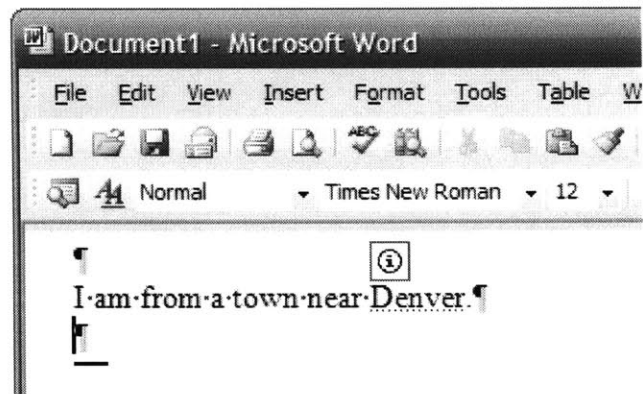 Document1 - Microsoft Word
File Edit View Insert Format Tools Table W
ABC
Normal Times New Roman 12
¶
I·am·from·a·town·near·Denver.¶
¶